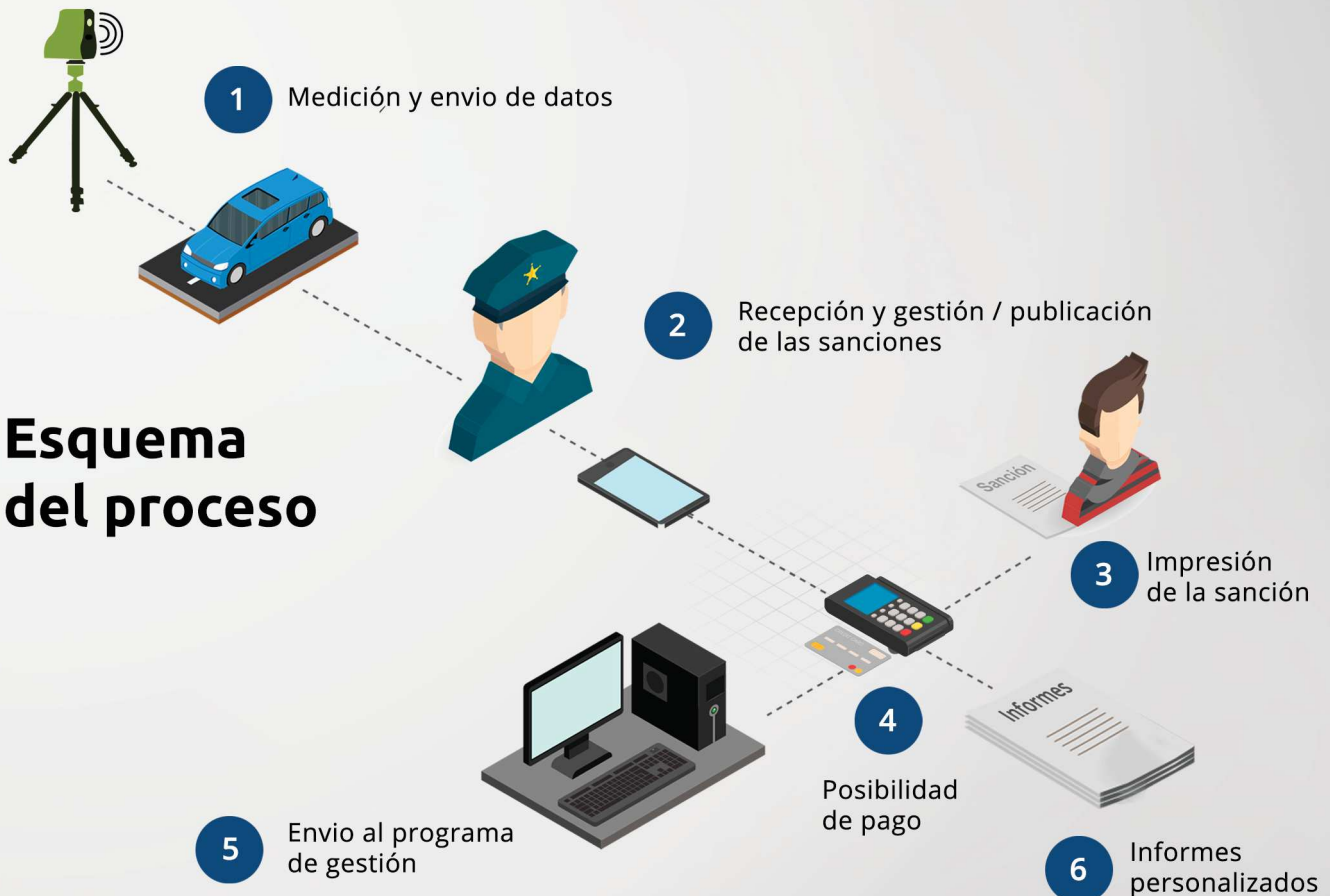 1
Medición y envio de datos
2
Recepción y gestión / publicación
de las sanciones
Esquema
del proceso
Sanción
3
Impresión
de la sanción
Informes
4
Posibilidad
de pago
5
Envio al programa
de gestión
6
Informes
personalizados